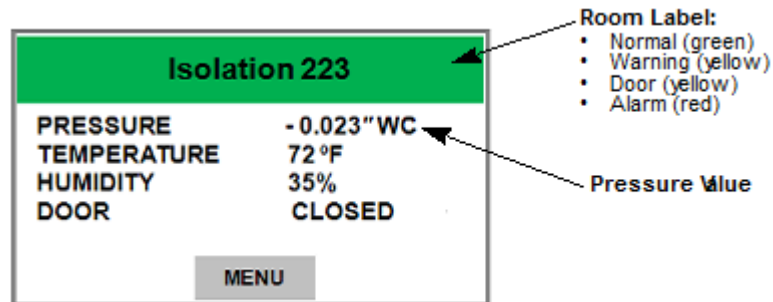 Room Label:
• Normal (green)
• Warning (yellow)
• Door (yellow)
• Alarm (red)
Isolation 223
PRESSURE - 0.023" WC
TEMPERATURE 72 ºF
HUMIDITY 35%
DOOR CLOSED
Pressure Value
MENU